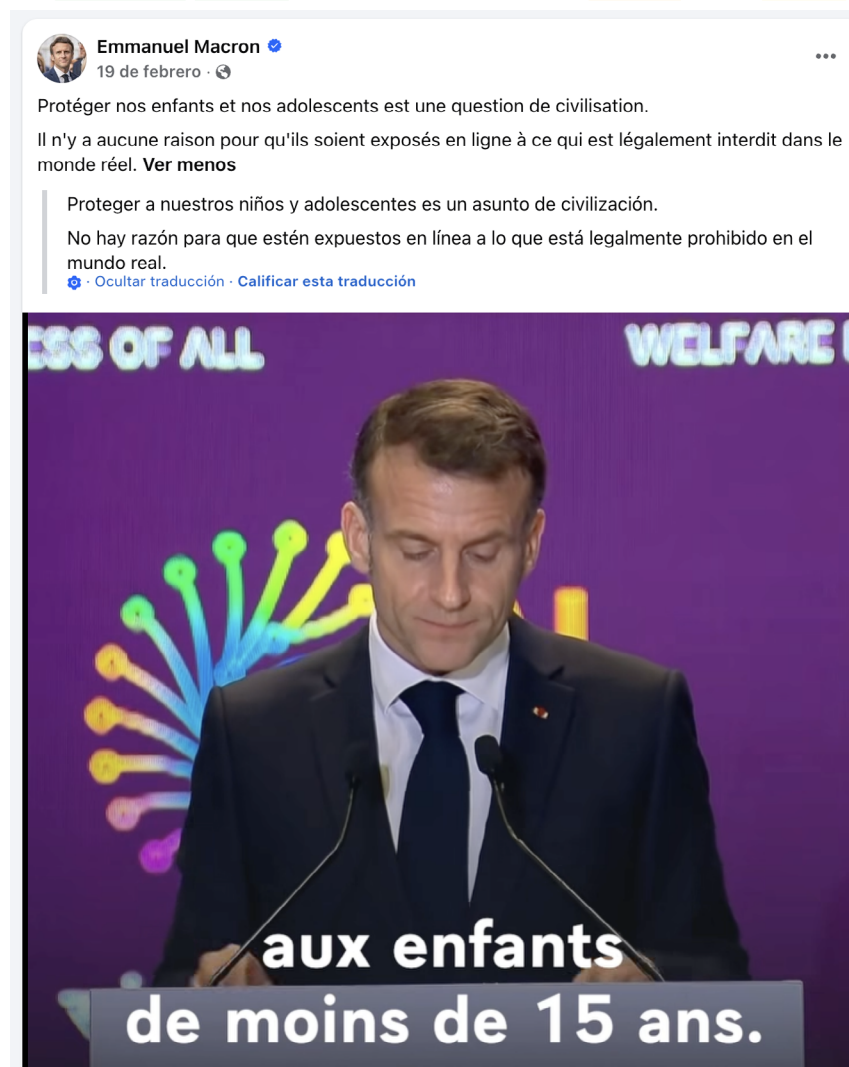 Emmanuel Macron
19 de febrero ·
Protéger nos enfants et nos adolescents est une question de civilisation.
Il n'y a aucune raison pour qu'ils soient exposés en ligne à ce qui est légalement interdit dans le
monde réel. Ver menos
Proteger a nuestros niños y adolescentes es un asunto de civilización.
No hay razón para que estén expuestos en línea a lo que está legalmente prohibido en el
mundo real.
· Ocultar traducción · Calificar esta traducción
ESS OF ALL
WELFARE
aux enfants
de moins de 15 ans.